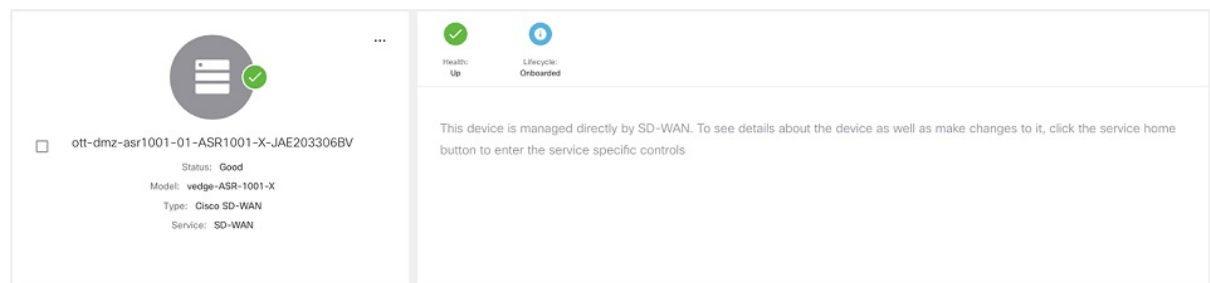 ...
ott-dmz-asr1001-01-ASR1001-X-JAE203306BV
Status: Good
Model: vedge-ASR-1001-X
Type: Cisco SD-WAN
Service: SD-WAN
Health:
Up
Lifecycle:
Onboarded
This device is managed directly by SD-WAN. To see details about the device as well as make changes to it, click the service home
button to enter the service specific controls